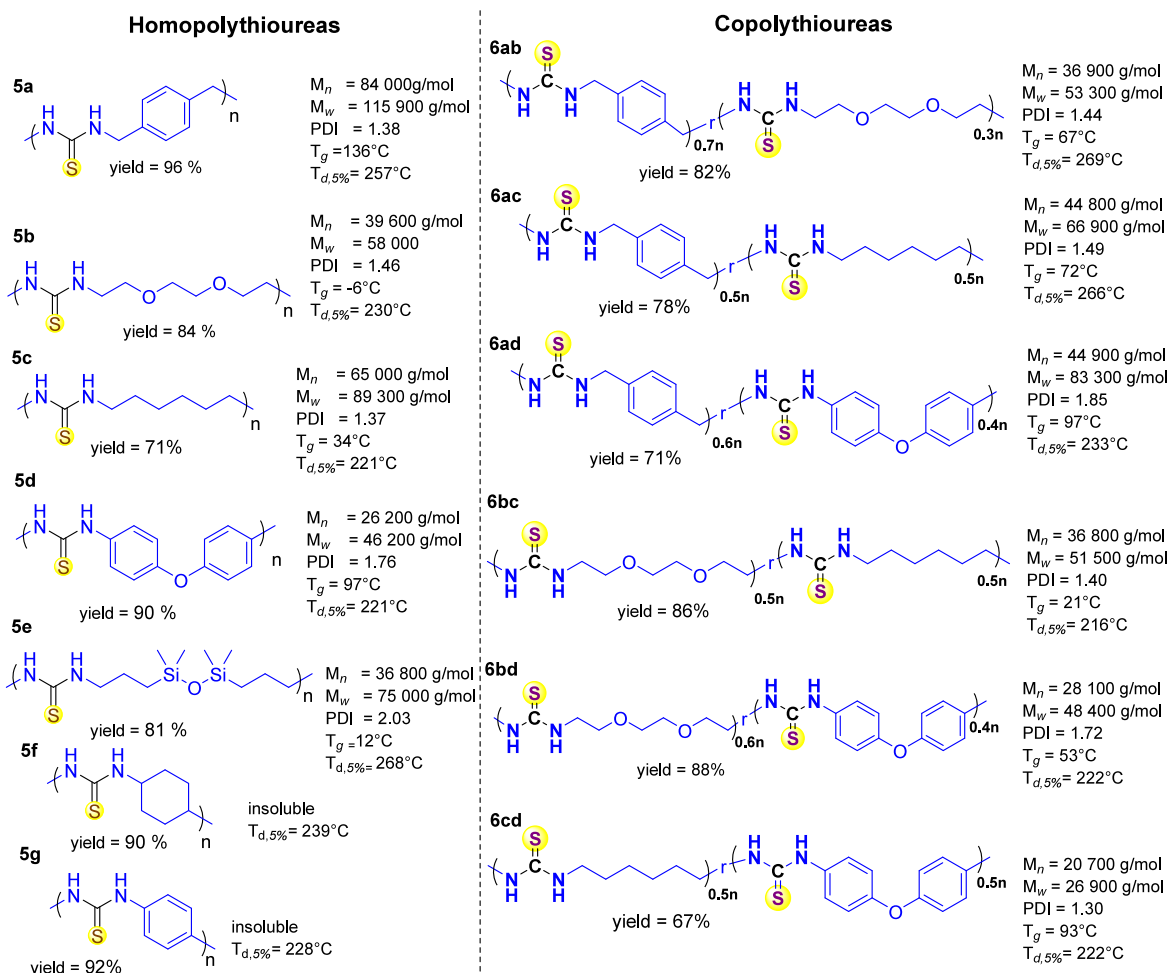 Homopolythioureas
5a
H H
N N
S
n
yield = 96 %
Mn = 84 000g/mol
Mw = 115 900 g/mol
PDI = 1.38
Tg =136°C
Td,5%= 257°C
5b
H H
N N
S
O O
n
yield = 84 %
Mn = 39 600 g/mol
Mw = 58 000
PDI = 1.46
Tg = -6°C
Td,5%= 230°C
5c
H H
N N
S
n
yield = 71%
Mn = 65 000 g/mol
Mw = 89 300 g/mol
PDI = 1.37
Tg = 34°C
Td,5%= 221°C
5d
H H
N N
S
O
n
yield = 90 %
Mn = 26 200 g/mol
Mw = 46 200 g/mol
PDI = 1.76
Tg = 97°C
Td,5%= 221°C
5e
H H
N N
S
Si O Si
n
yield = 81 %
Mn = 36 800 g/mol
Mw = 75 000 g/mol
PDI = 2.03
Tg =12°C
Td,5%= 268°C
5f
H H
N N
S
n
yield = 90 %
insoluble
Td,5%= 239°C
5g
H H
N N
S
n
yield = 92%
insoluble
Td,5%= 228°C
Copolythioureas
6ab
S
C
N N
H H
0.7n
r
H H
N N
C
S
O O
0.3n
yield = 82%
Mn = 36 900 g/mol
Mw = 53 300 g/mol
PDI = 1.44
Tg = 67°C
Td,5%= 269°C
6ac
S
C
N N
H H
0.5n
r
H H
N N
C
S
0.5n
yield = 78%
Mn = 44 800 g/mol
Mw = 66 900 g/mol
PDI = 1.49
Tg = 72°C
Td,5%= 266°C
6ad
S
C
N N
H H
0.6n
r
H H
N N
C
S
O
0.4n
yield = 71%
Mn = 44 900 g/mol
Mw = 83 300 g/mol
PDI = 1.85
Tg = 97°C
Td,5%= 233°C
6bc
S
C
N N
H H
O O
0.5n
r
H H
N N
C
S
0.5n
yield = 86%
Mn = 36 800 g/mol
Mw = 51 500 g/mol
PDI = 1.40
Tg = 21°C
Td,5%= 216°C
6bd
S
C
N N
H H
O O
0.6n
r
H H
N N
C
S
O
0.4n
yield = 88%
Mn = 28 100 g/mol
Mw = 48 400 g/mol
PDI = 1.72
Tg = 53°C
Td,5%= 222°C
6cd
S
C
N N
H H
0.5n
r
H H
N N
C
S
O
0.5n
yield = 67%
Mn = 20 700 g/mol
Mw = 26 900 g/mol
PDI = 1.30
Tg = 93°C
Td,5%= 222°C